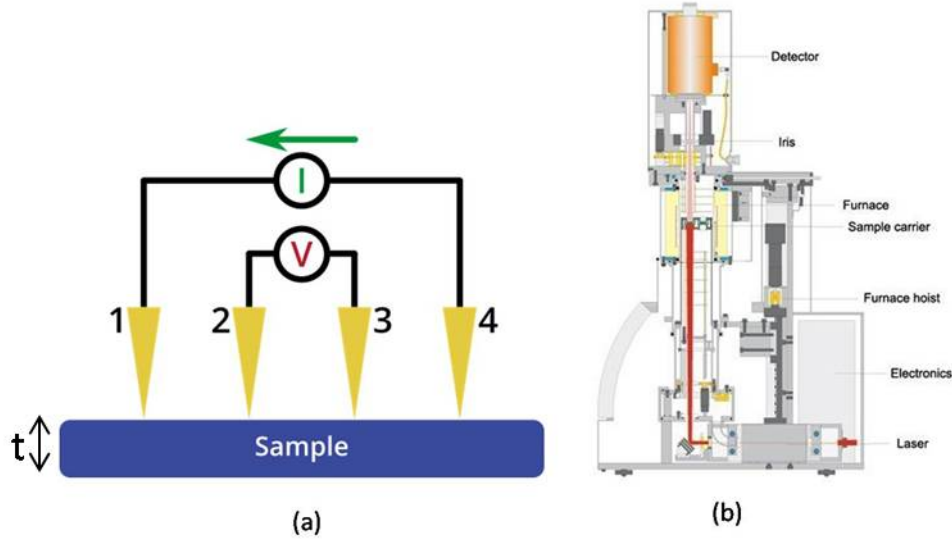 I
V
1
2
3
4
t
Sample
(a)
Detector
Iris
Furnace
Sample carrier
Furnace hoist
Electronics
Laser
(b)